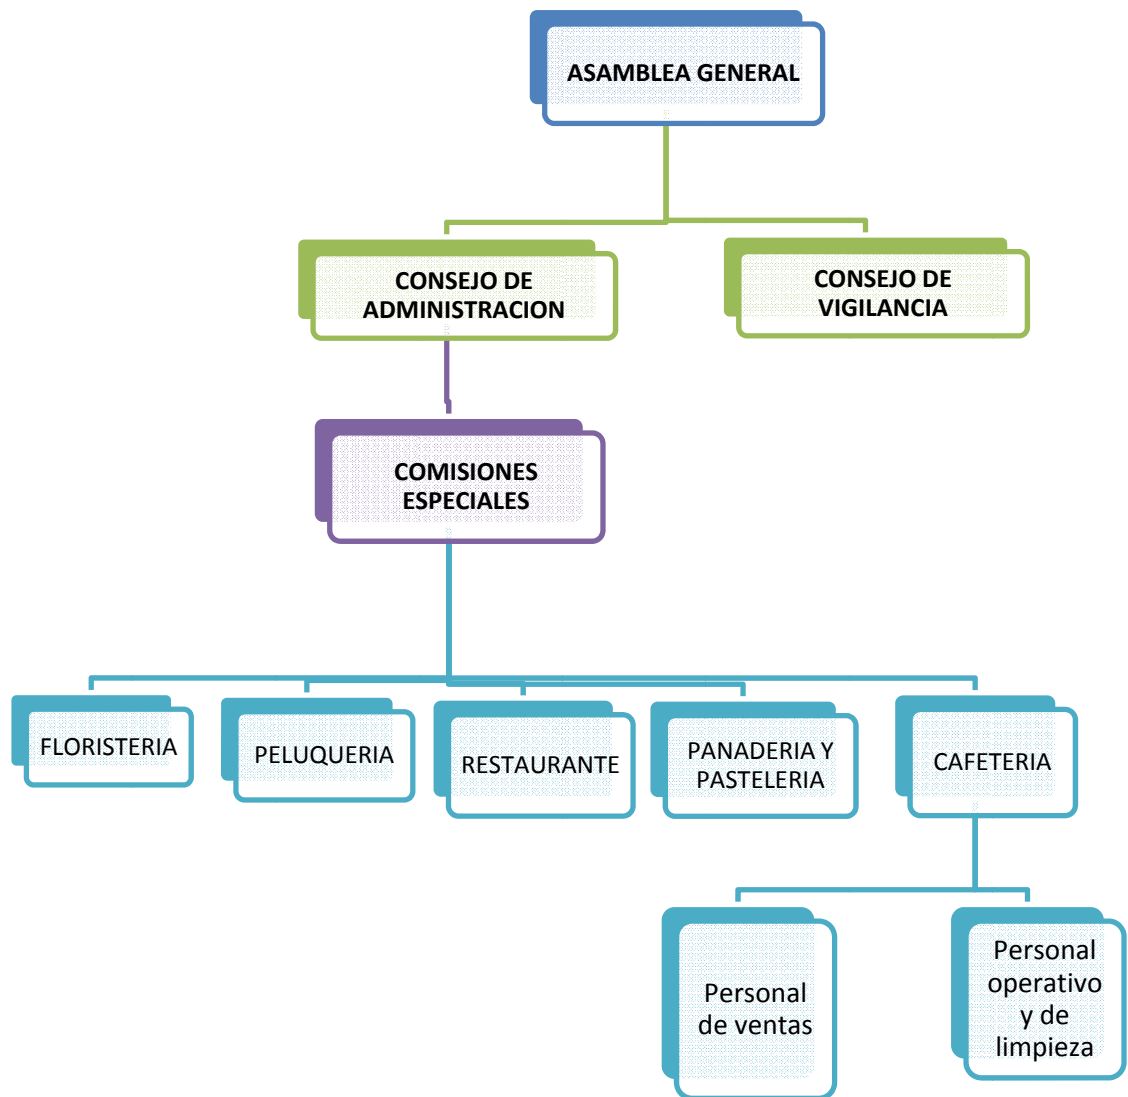 ASAMBLEA GENERAL
CONSEJO DE
ADMINISTRACION
CONSEJO DE
VIGILANCIA
COMISIONES
ESPECIALES
FLORISTERIA
PELUQUERIA
RESTAURANTE
PANADERIA Y
PASTELERIA
CAFETERIA
Personal
de ventas
Personal
operativo
y de
limpieza